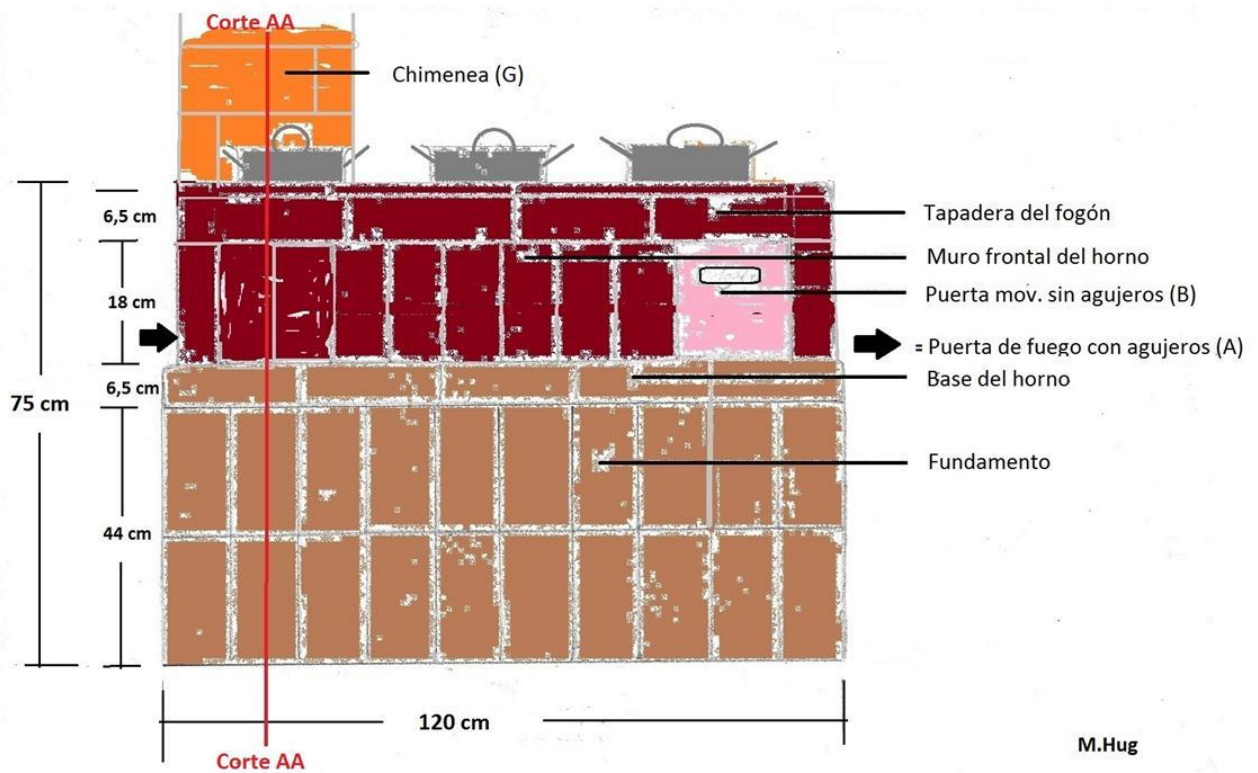 Corte AA
Chimenea (G)
6,5 cm
Tapadera del fogón
Muro frontal del horno
18 cm
Puerta mov. sin agujeros (B)
= Puerta de fuego con agujeros (A)
6,5 cm
Base del horno
75 cm
Fundamento
44 cm
120 cm
M.Hug
Corte AA